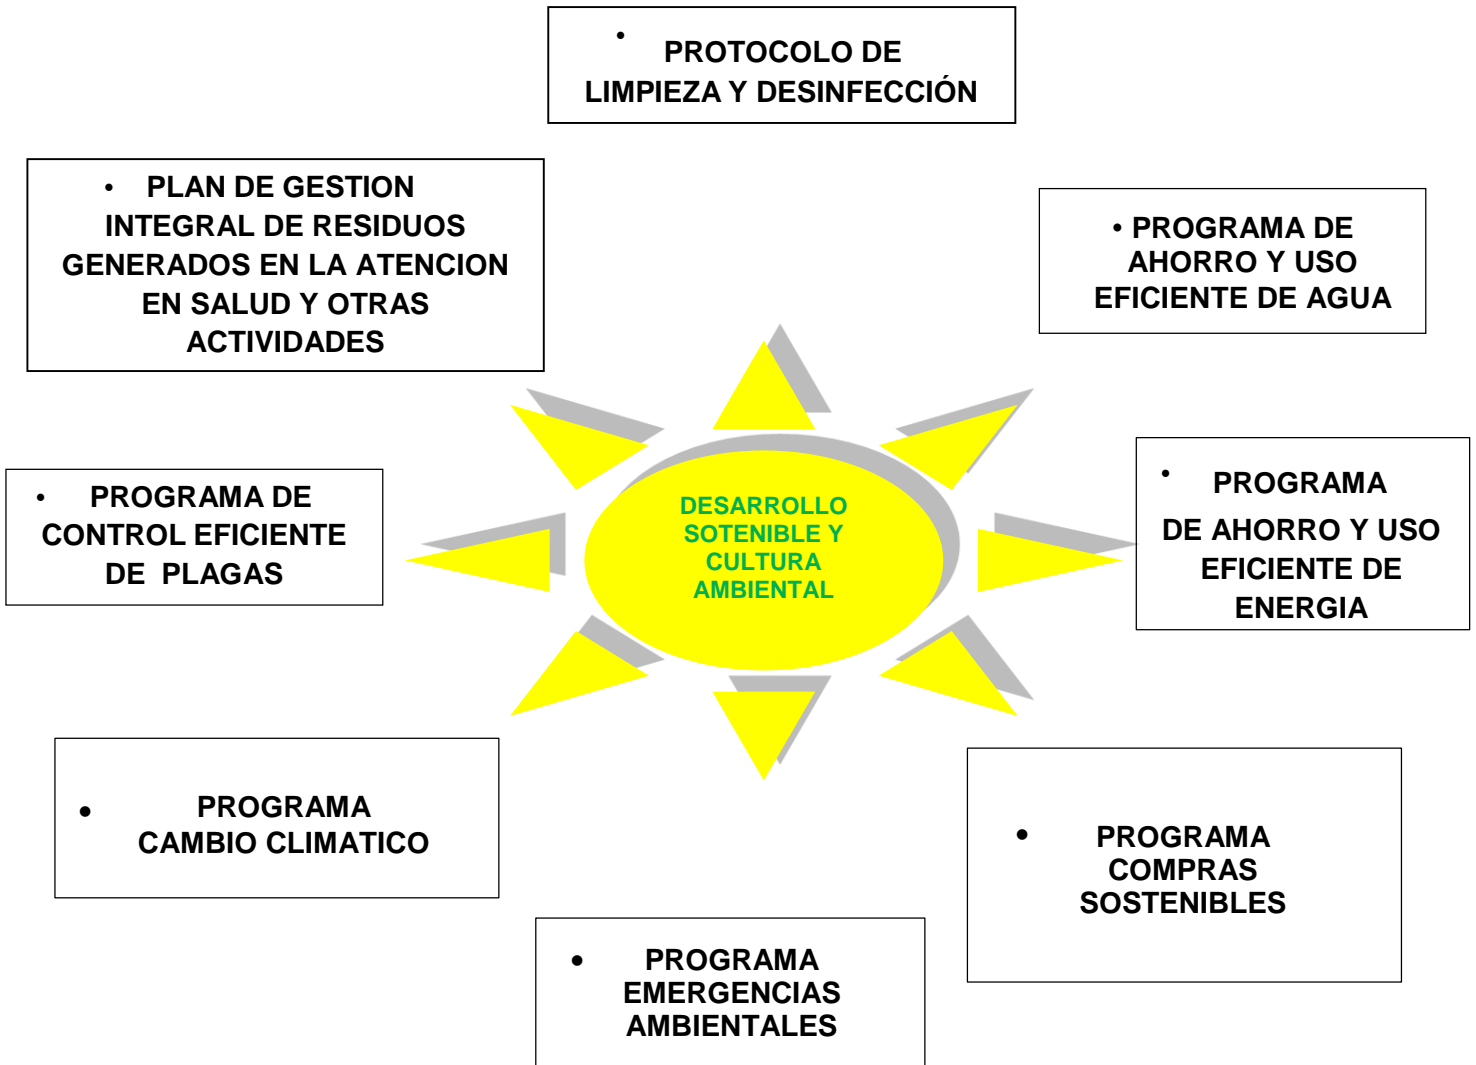 • PROTOCOLO DE
LIMPIEZA Y DESINFECCIÓN
• PLAN DE GESTION
INTEGRAL DE RESIDUOS
GENERADOS EN LA ATENCION
EN SALUD Y OTRAS
ACTIVIDADES
• PROGRAMA DE
AHORRO Y USO
EFICIENTE DE AGUA
• PROGRAMA DE
CONTROL EFICIENTE
DE PLAGAS
DESARROLLO
SOTENIBLE Y
CULTURA
AMBIENTAL
• PROGRAMA
DE AHORRO Y USO
EFICIENTE DE
ENERGIA
• PROGRAMA
CAMBIO CLIMATICO
• PROGRAMA
COMPRAS
SOSTENIBLES
• PROGRAMA
EMERGENCIAS
AMBIENTALES